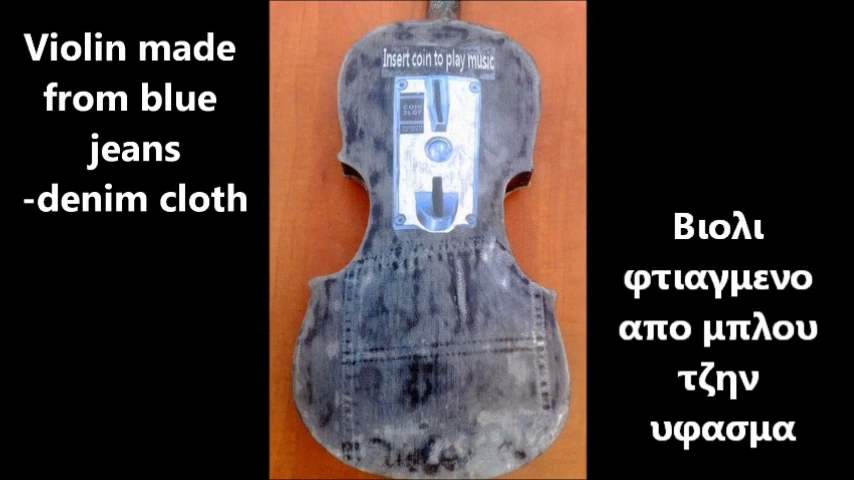 Violin made
from blue
jeans
-denim cloth
Insert coin to play music
COIN
SLOT
Βιολι
φτιαγμενο
απο μπλου
τζην
υφασμα